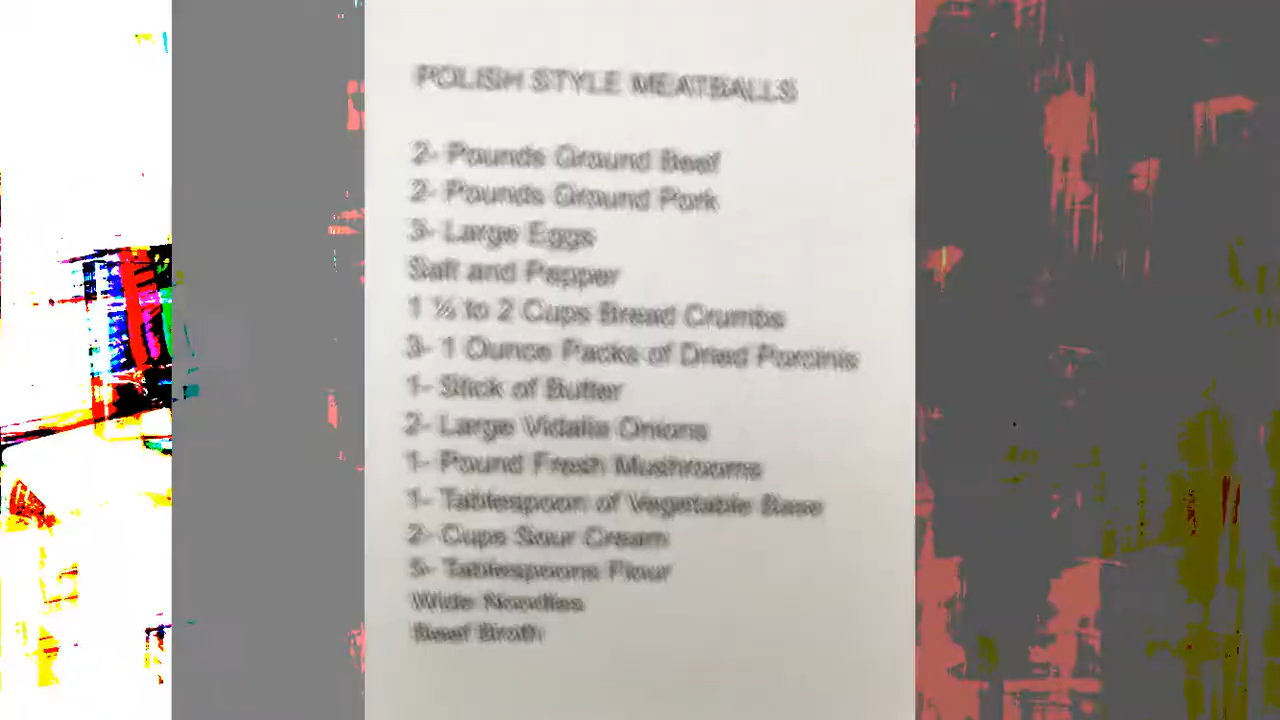 POLISH STYLE MEATBALLS
2- Pounds Ground Beef
2- Pounds Ground Pork
3- Large Eggs
Salt and Pepper
1 ½ to 2 Cups Bread Crumbs
3- 1 Ounce Packs of Dried Porcinis
1- Stick of Butter
2- Large Vidalia Onions
1- Pound Fresh Mushrooms
1- Tablespoon of Vegetable Base
2- Cups Sour Cream
5- Tablespoons Flour
Wide Noodles
Beef Broth